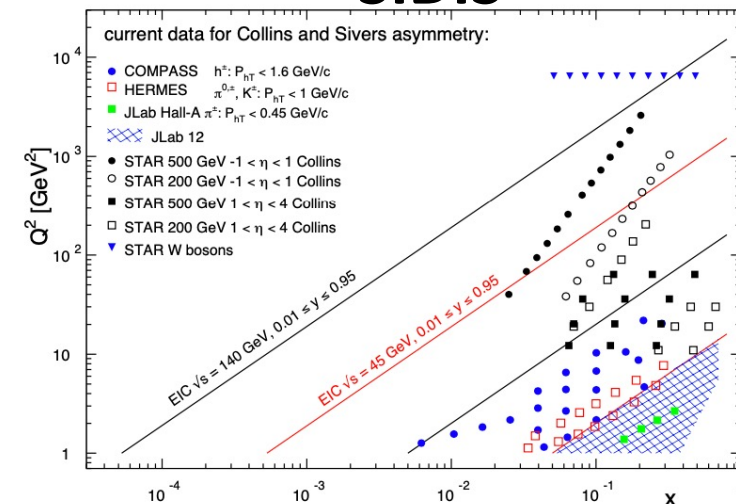 current data for Collins and Sivers asymmetry:
COMPASS h±: PhT < 1.6 GeV/c
HERMES π0,±, K±: PhT < 1 GeV/c
JLab Hall-A π±: PhT < 0.45 GeV/c
JLab 12
STAR 500 GeV -1 < η < 1 Collins
STAR 200 GeV -1 < η < 1 Collins
STAR 500 GeV 1 < η < 4 Collins
STAR 200 GeV 1 < η < 4 Collins
STAR W bosons
Q² [GeV²]
10⁴
10³
10²
10
1
EIC √s = 140 GeV, 0.01 ≤ y ≤ 0.95
EIC √s = 45 GeV, 0.01 ≤ y ≤ 0.95
10⁻⁴ 10⁻³ 10⁻² 10⁻¹ x